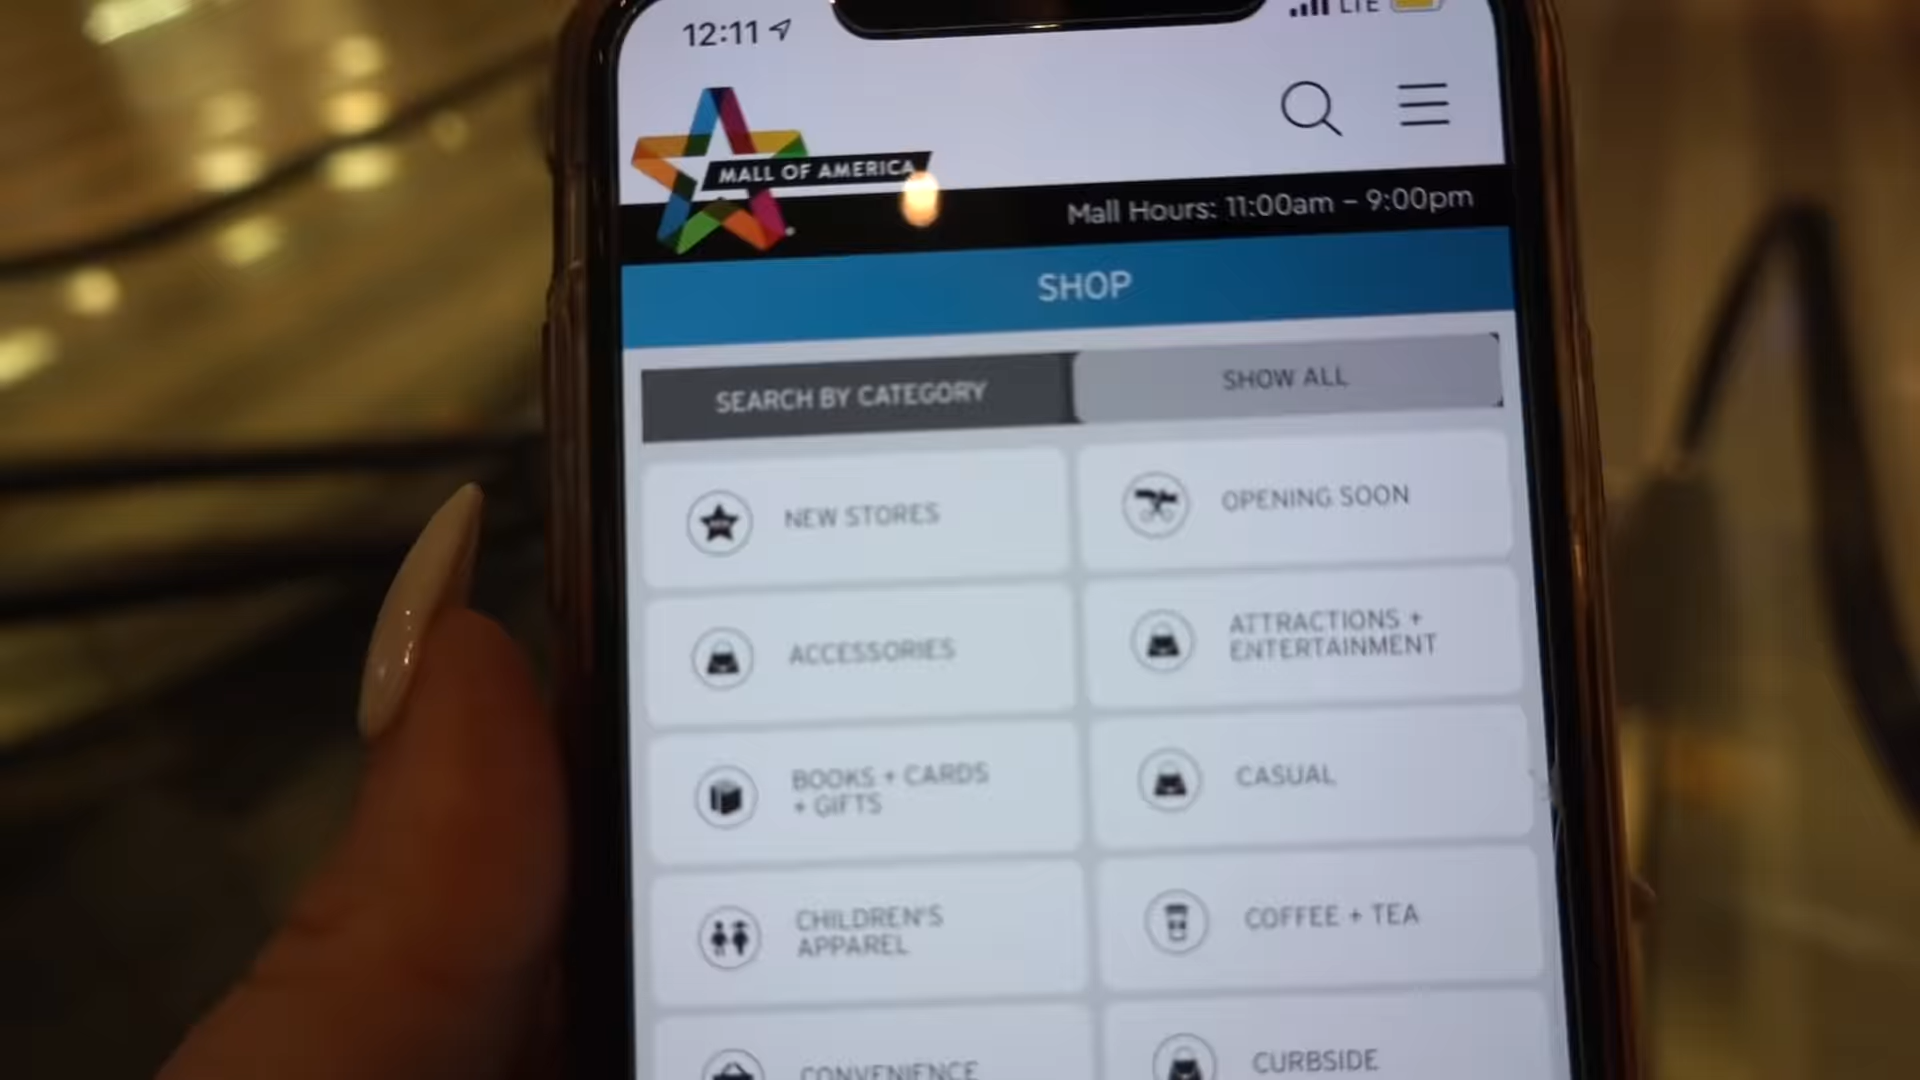 12:11
LTE
MALL OF AMERICA
Mall Hours: 11:00am – 9:00pm
SHOP
SEARCH BY CATEGORY
SHOW ALL
NEW STORES
OPENING SOON
ACCESSORIES
ATTRACTIONS +
ENTERTAINMENT
BOOKS + CARDS
+ GIFTS
CASUAL
CHILDREN'S
APPAREL
COFFEE + TEA
CONVENIENCE
CURBSIDE